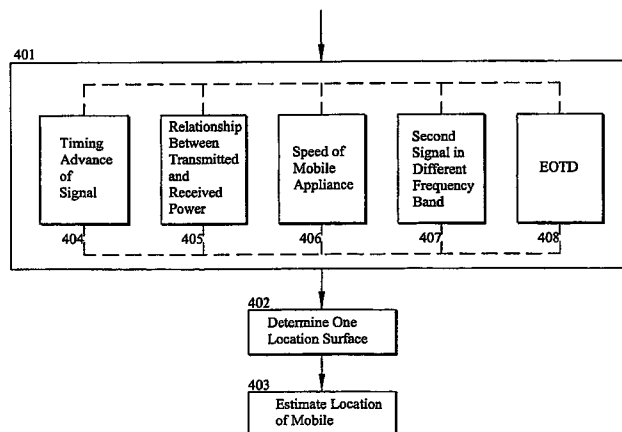 401
Timing
Advance
of
Signal
404
Relationship
Between
Transmitted
and
Received
Power
405
Speed of
Mobile
Appliance
406
Second
Signal in
Different
Frequency
Band
407
EOTD
408
402
Determine One
Location Surface
403
Estimate Location
of Mobile